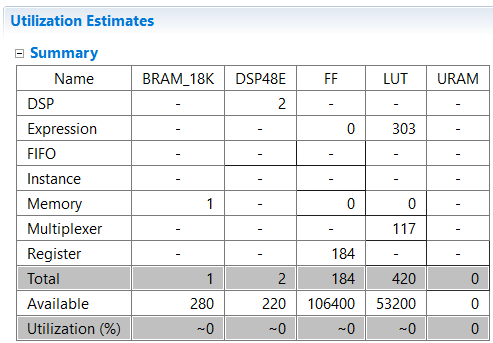 Utilization Estimates
Summary
Name BRAM_18K DSP48E FF LUT URAM
DSP - 2 - - -
Expression - - 0 303 -
FIFO - - - - -
Instance - - - - -
Memory 1 - 0 0 -
Multiplexer - - - 117 -
Register - - 184 - -
Total 1 2 184 420 0
Available 280 220 106400 53200 0
Utilization (%) ~0 ~0 ~0 ~0 0